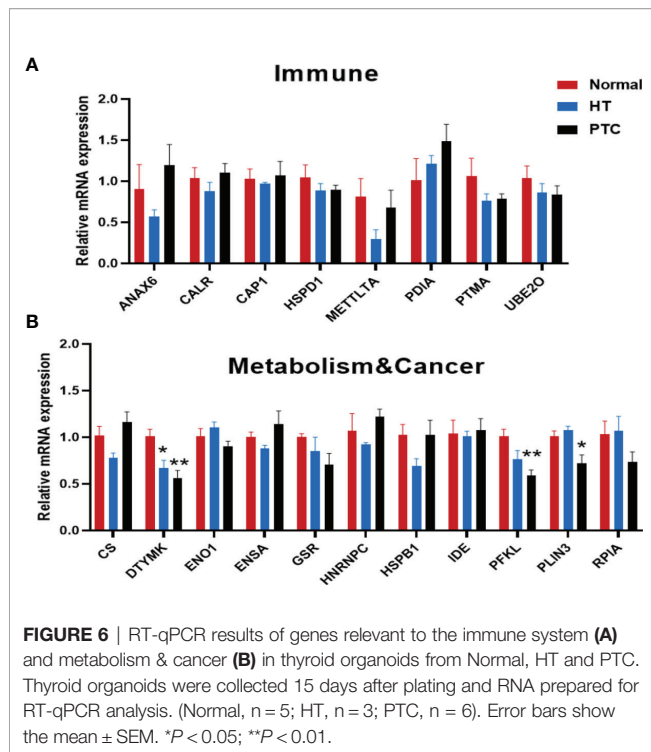 A
Immune
Normal
HT
PTC
Relative mRNA expression
2.0
1.5
1.0
0.5
0.0
ANAX6
CALR
CAP1
HSPD1
METTLTA
PDIA
PTMA
UBE2O
B
Metabolism&Cancer
Relative mRNA expression
2.0
1.5
1.0
0.5
0.0
*
**
**
*
CS
DTYMK
ENO1
ENSA
GSR
HNRNPC
HSPB1
IDE
PFKL
PLIN3
RPIA
FIGURE 6 | RT-qPCR results of genes relevant to the immune system (A)
and metabolism & cancer (B) in thyroid organoids from Normal, HT and PTC.
Thyroid organoids were collected 15 days after plating and RNA prepared for
RT-qPCR analysis. (Normal, n = 5; HT, n = 3; PTC, n = 6). Error bars show
the mean ± SEM. *P < 0.05; **P < 0.01.